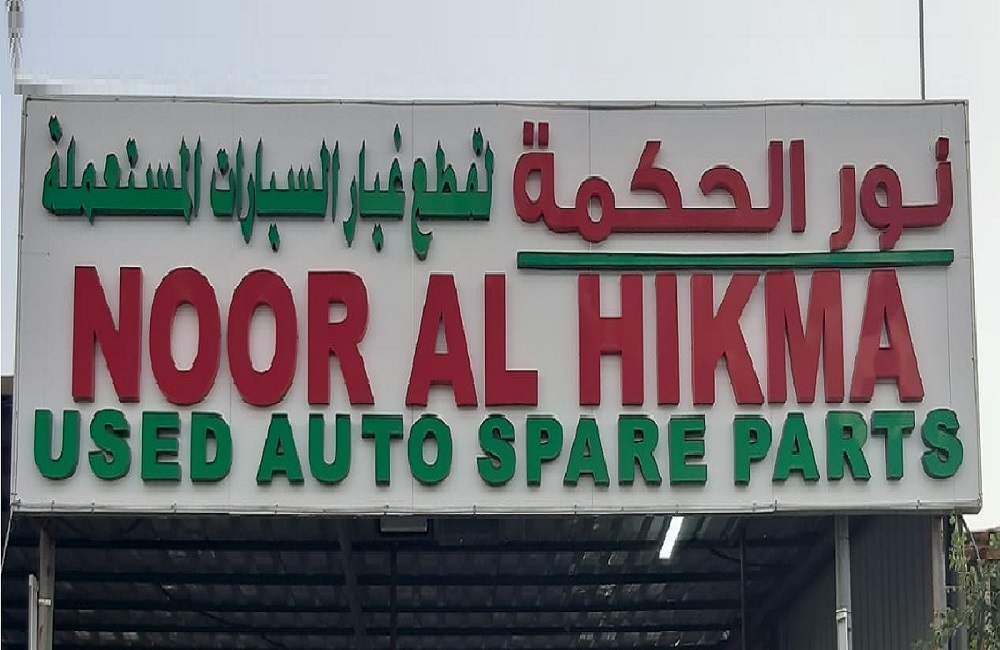 نور الحكمة لقطع غيار السيارات المستعملة
NOOR AL HIKMA
USED AUTO SPARE PARTS